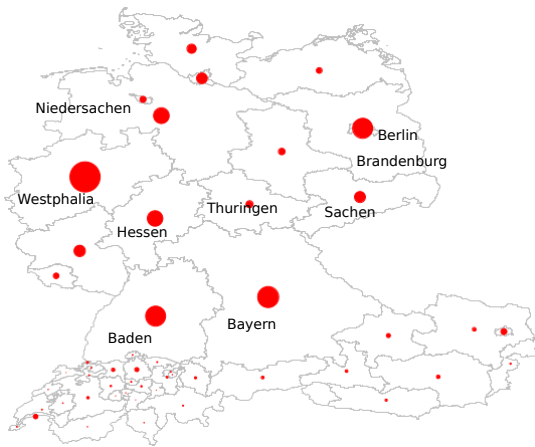 Niedersachen
Berlin
Brandenburg
Westphalia
Thuringen
Sachen
Hessen
Bayern
Baden